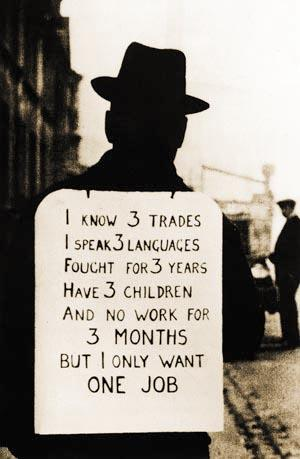 I KNOW 3 TRADES
I SPEAK 3 LANGUAGES
FOUGHT FOR 3 YEARS
HAVE 3 CHILDREN
AND NO WORK FOR
3 MONTHS
BUT I ONLY WANT
ONE JOB